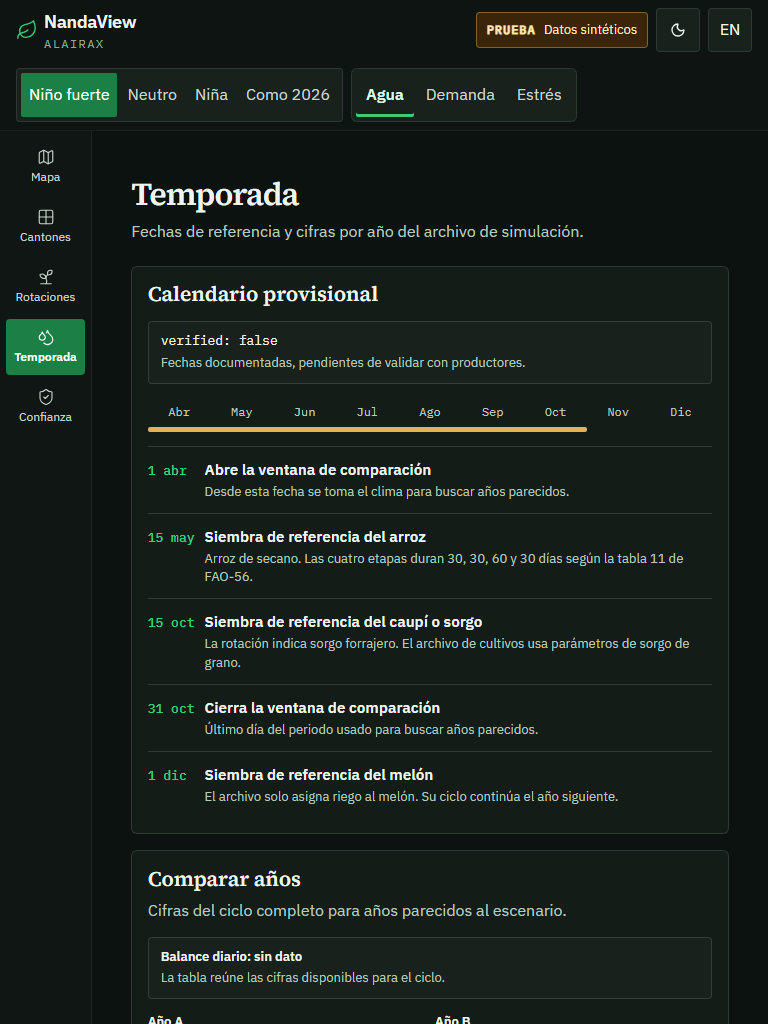 NandaView
ALAIRAX
PRUEBA Datos sintéticos
EN
Niño fuerte Neutro Niña Como 2026
Agua Demanda Estrés
Mapa
Cantones
Rotaciones
Temporada
Confianza
Temporada
Fechas de referencia y cifras por año del archivo de simulación.
Calendario provisional
verified: false
Fechas documentadas, pendientes de validar con productores.
Abr May Jun Jul Ago Sep Oct Nov Dic
1 abr Abre la ventana de comparación
Desde esta fecha se toma el clima para buscar años parecidos.
15 may Siembra de referencia del arroz
Arroz de secano. Las cuatro etapas duran 30, 30, 60 y 30 días según la tabla 11 de
FAO-56.
15 oct Siembra de referencia del caupí o sorgo
La rotación indica sorgo forrajero. El archivo de cultivos usa parámetros de sorgo de
grano.
31 oct Cierra la ventana de comparación
Último día del periodo usado para buscar años parecidos.
1 dic Siembra de referencia del melón
El archivo solo asigna riego al melón. Su ciclo continúa el año siguiente.
Comparar años
Cifras del ciclo completo para años parecidos al escenario.
Balance diario: sin dato
La tabla reúne las cifras disponibles para el ciclo.
Año A Año B